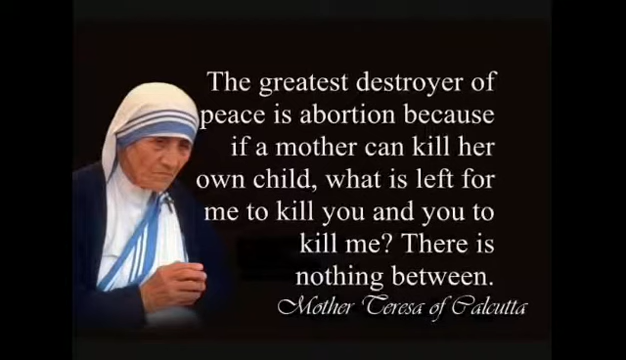 The greatest destroyer of
peace is abortion because
if a mother can kill her
own child, what is left for
me to kill you and you to
kill me? There is
nothing between.
Mother Teresa of Calcutta